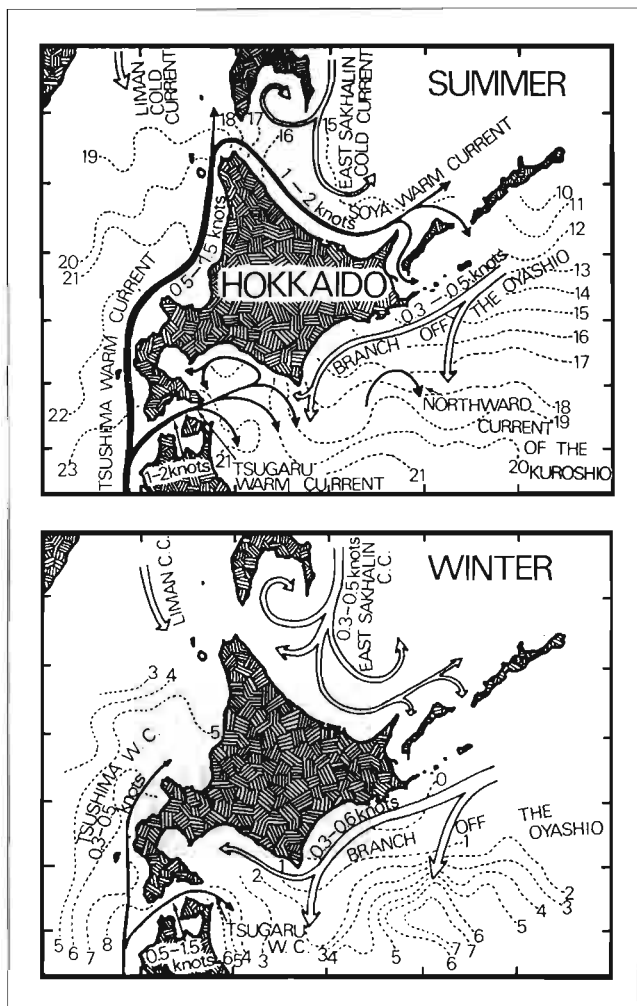 SUMMER
LIMAN
COLD
CURRENT
EAST SAKHALIN
COLD CURRENT
18
17
16
15
19
20
21
22
23
SOYA WARM CURRENT
1-2 knots
0.5-1.5 knots
TSUSHIMA WARM CURRENT
HOKKAIDO
10
11
12
13
14
15
16
17
18
19
20
21
0.3-0.5 knots
BRANCH OFF THE OYASHIO
NORTHWARD
CURRENT
OF THE
KUROSHIO
1-2knots
21
TSUGARU
WARM CURRENT
WINTER
LIMAN C.C.
0.3-0.5 knots
EAST SAKHALIN
C.C.
3
4
5
TSUSHIMA W. C
0.3-0.5
knots
0
0.3-0.6 knots
BRANCH OFF
THE
OYASHIO
1
1
2
2
3
4
5
6
7
7
6
6
5
4
3
5
6
7
8
0.5-1.5
knots
TSUGARU
W. C.
6
5
4
3
3
4